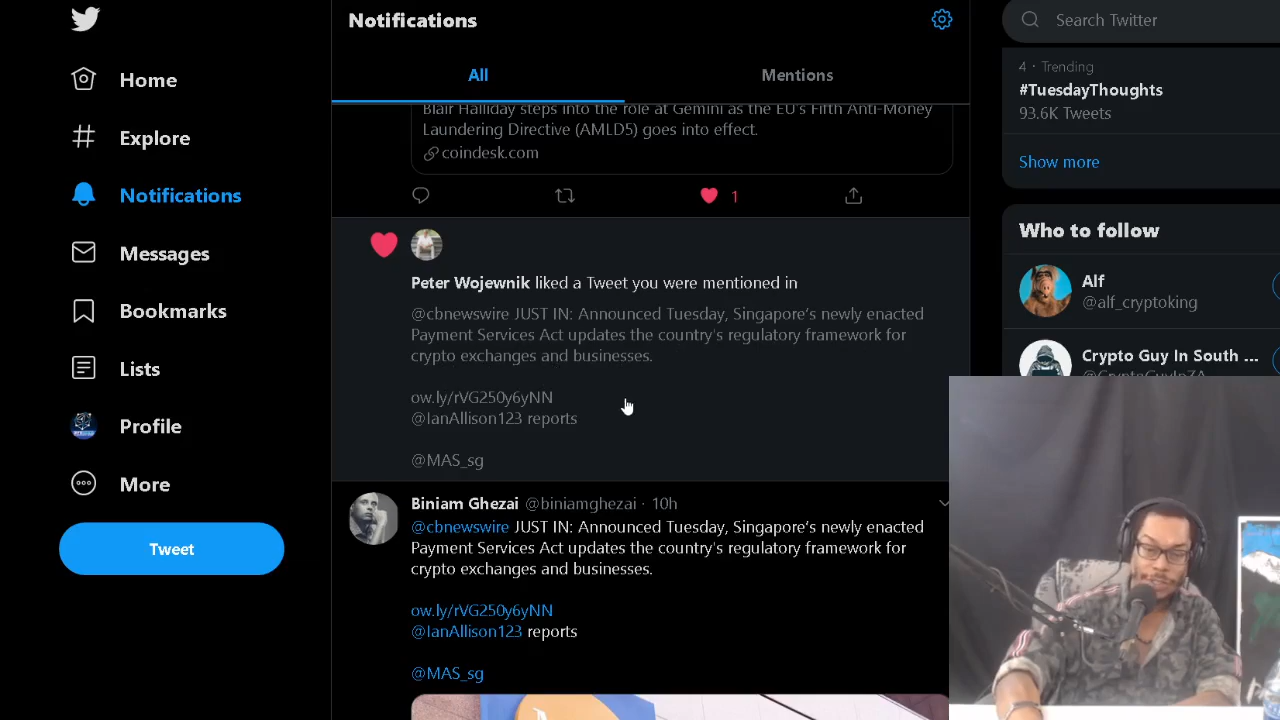 Home
Explore
Notifications
Messages
Bookmarks
Lists
Profile
More
Tweet
Notifications
All
Mentions
Blair Halliday steps into the role at Gemini as the EU's Fifth Anti-Money
Laundering Directive (AMLD5) goes into effect.
coindesk.com
1
Peter Wojewnik liked a Tweet you were mentioned in
@cbnewswire JUST IN: Announced Tuesday, Singapore’s newly enacted
Payment Services Act updates the country's regulatory framework for
crypto exchanges and businesses.
ow.ly/rVG250y6yNN
@IanAllison123 reports
@MAS_sg
Biniam Ghezai @biniamghezai · 10h
@cbnewswire JUST IN: Announced Tuesday, Singapore’s newly enacted
Payment Services Act updates the country's regulatory framework for
crypto exchanges and businesses.
ow.ly/rVG250y6yNN
@IanAllison123 reports
@MAS_sg
Search Twitter
4 · Trending
#TuesdayThoughts
93.6K Tweets
Show more
Who to follow
Alf
@alf_cryptoking
Crypto Guy In South ...
@CryptoGuyInZA